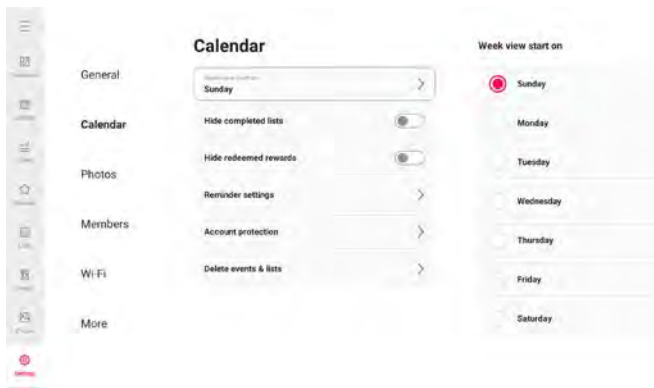 Calendar
Week view start on
General
Calendar
Photos
Members
Wi-Fi
More
Sunday
Hide completed lists
Hide redeemed rewards
Reminder settings
Account protection
Delete events & lists
Sunday
Monday
Tuesday
Wednesday
Thursday
Friday
Saturday
Settings